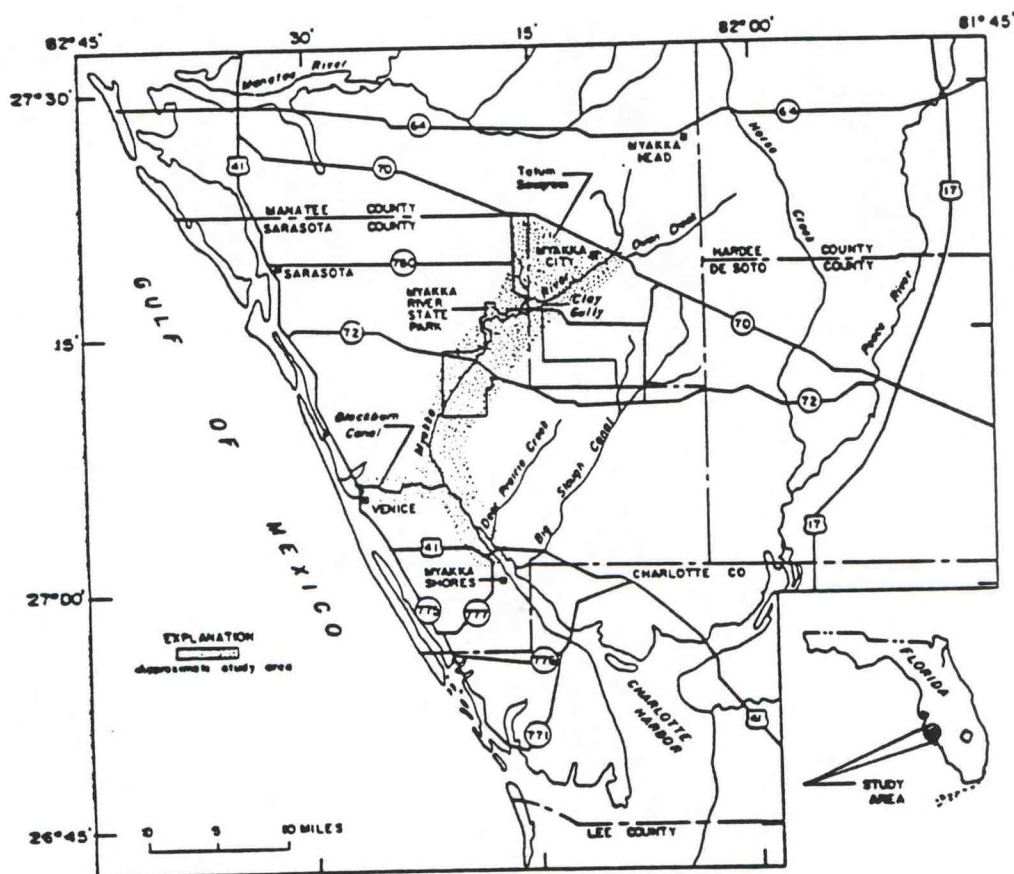 82°45'
30'
15'
82°00'
81°45'
27°30'
Manatee River
64
64
MYAKKA HEAD
Horse Creek
41
70
Tatum Sawgrass
17
MANATEE COUNTY
SARASOTA COUNTY
Owen Creek
HARDEE COUNTY
DE SOTO COUNTY
MYAKKA CITY
SARASOTA
780
River
Peace River
MYAKKA RIVER STATE PARK
Clay Gully
GULF OF MEXICO
15'
72
70
72
Blackburn Canal
Myakka
Deer Prairie Creek
Big Slough Canal
VENICE
17
41
MYAKKA SHORES
CHARLOTTE CO
27°00'
775
777
EXPLANATION
Approximate study area
776
FLORIDA
CHARLOTTE HARBOR
771
41
STUDY AREA
10 5 0 10 MILES
LEE COUNTY
26°45'